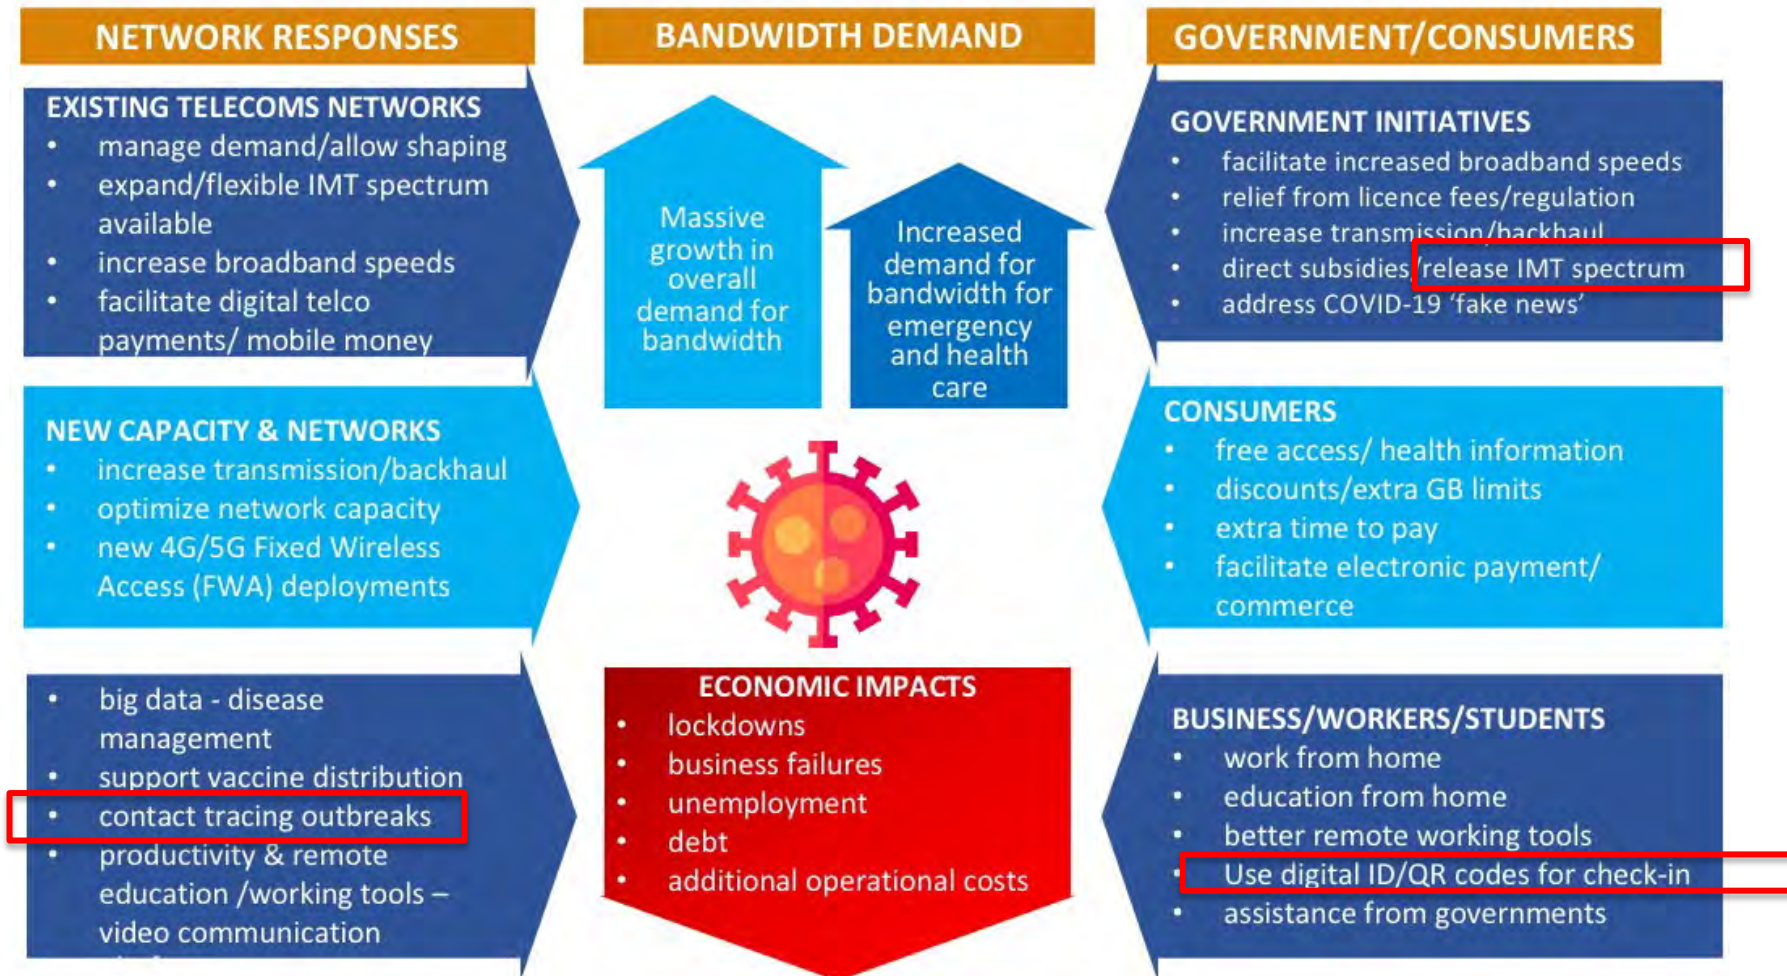 NETWORK RESPONSES
EXISTING TELECOMS NETWORKS
• manage demand/allow shaping
• expand/flexible IMT spectrum
available
• increase broadband speeds
• facilitate digital telco
payments/ mobile money
NEW CAPACITY & NETWORKS
• increase transmission/backhaul
• optimize network capacity
• new 4G/5G Fixed Wireless
Access (FWA) deployments
• big data - disease
management
• support vaccine distribution
• contact tracing outbreaks
• productivity & remote
education /working tools –
video communication
BANDWIDTH DEMAND
Massive
growth in
overall
demand for
bandwidth
Increased
demand for
bandwidth for
emergency
and health
care
ECONOMIC IMPACTS
• lockdowns
• business failures
• unemployment
• debt
• additional operational costs
GOVERNMENT/CONSUMERS
GOVERNMENT INITIATIVES
• facilitate increased broadband speeds
• relief from licence fees/regulation
• increase transmission/backhaul
• direct subsidies/release IMT spectrum
• address COVID-19 ‘fake news’
CONSUMERS
• free access/ health information
• discounts/extra GB limits
• extra time to pay
• facilitate electronic payment/
commerce
BUSINESS/WORKERS/STUDENTS
• work from home
• education from home
• better remote working tools
• Use digital ID/QR codes for check-in
• assistance from governments